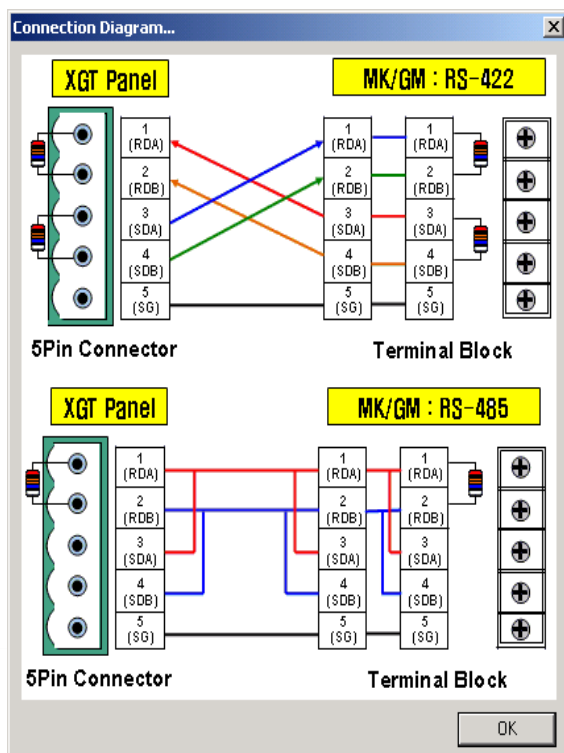 Connection Diagram...
XGT Panel
MK/GM : RS-422
1
(RDA)
2
(RDB)
3
(SDA)
4
(SDB)
5
(SG)
1
(RDA)
2
(RDB)
3
(SDA)
4
(SDB)
5
(SG)
1
(RDA)
2
(RDB)
3
(SDA)
4
(SDB)
5
(SG)
5Pin Connector
Terminal Block
XGT Panel
MK/GM : RS-485
1
(RDA)
2
(RDB)
3
(SDA)
4
(SDB)
5
(SG)
1
(RDA)
2
(RDB)
3
(SDA)
4
(SDB)
5
(SG)
1
(RDA)
2
(RDB)
3
(SDA)
4
(SDB)
5
(SG)
5Pin Connector
Terminal Block
OK